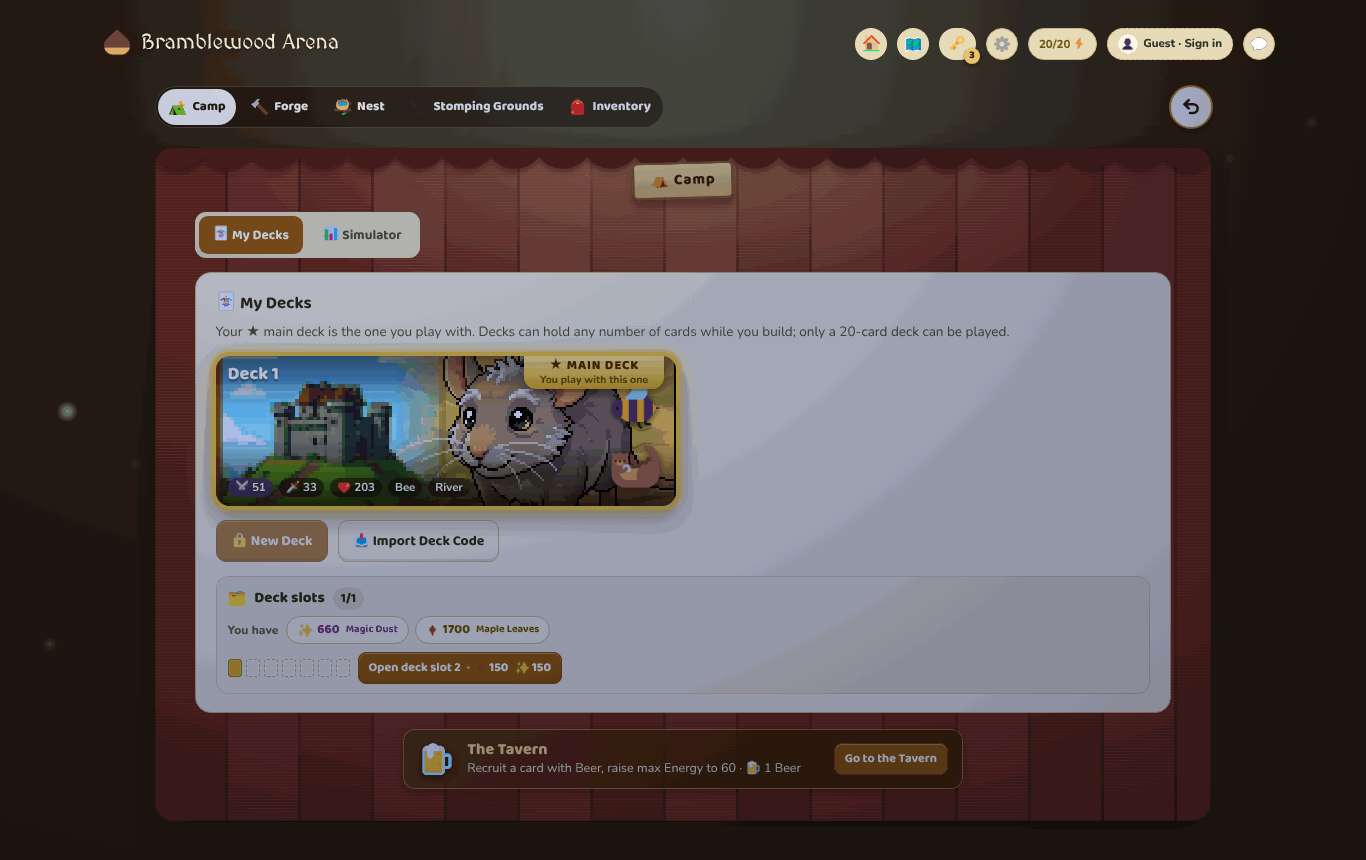 Bramblewood Arena
3
20/20
Guest · Sign in
Camp
Forge
Nest
Stomping Grounds
Inventory
Camp
My Decks
Simulator
My Decks
Your ★ main deck is the one you play with. Decks can hold any number of cards while you build; only a 20-card deck can be played.
Deck 1
★ MAIN DECK
You play with this one
51
33
203
Bee
River
New Deck
Import Deck Code
Deck slots 1/1
You have 660 Magic Dust 1700 Maple Leaves
Open deck slot 2 · 150 150
The Tavern
Recruit a card with Beer, raise max Energy to 60 · 1 Beer
Go to the Tavern